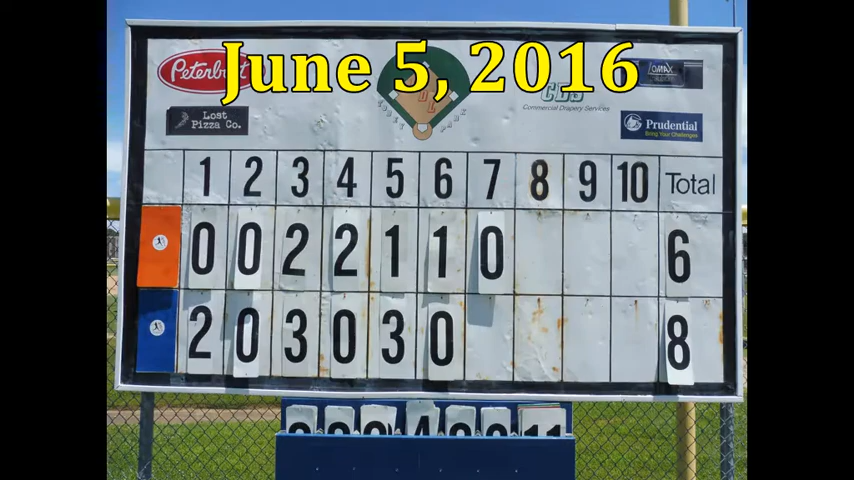 June 5, 2016
Peterbilt
Lost
Pizza Co.
CDS
Commercial Drapery Services
OMAX
Prudential
Bring Your Challenges
1 2 3 4 5 6 7 8 9 10 Total
0 0 2 2 1 1 0 6
2 0 3 0 3 0 8